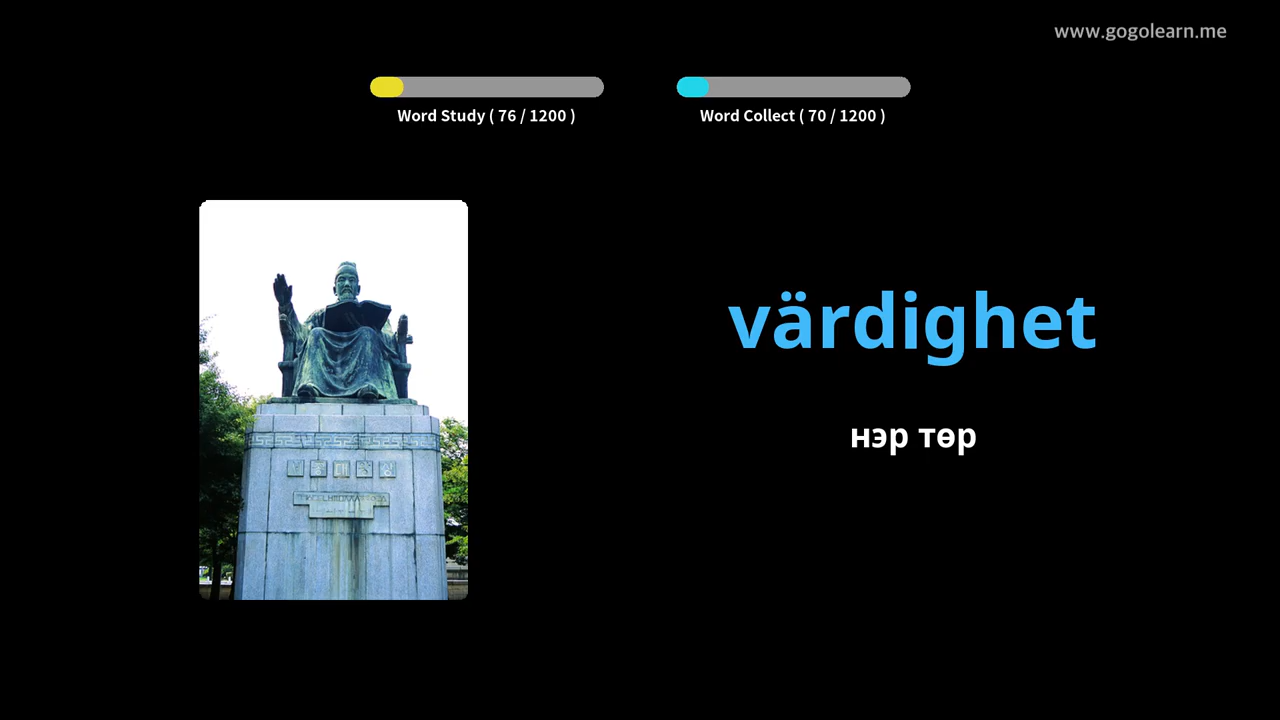 www.gogolearn.me
Word Study ( 76 / 1200 )
Word Collect ( 70 / 1200 )
värdighet
нэр төр